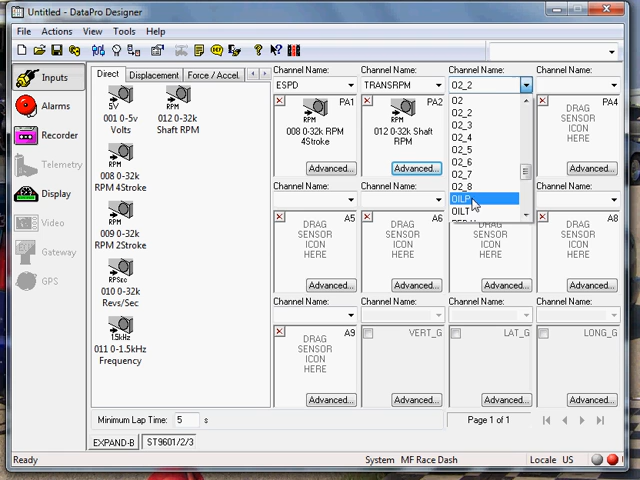 Untitled - DataPro Designer
File Actions View Tools Help
Inputs
Alarms
Recorder
Telemetry
Display
Video
Gateway
GPS
Direct Displacement Force / Accel.
5V
001 0-5v
Volts
RPM
012 0-32k
Shaft RPM
RPM
008 0-32k
RPM 4Stroke
RPM
009 0-32k
RPM 2Stroke
RPSec
010 0-32k
Revs/Sec
1.5kHz
011 0-1.5kHz
Frequency
Channel Name: Channel Name: Channel Name: Channel Name:
ESPD TRANSRPM O2_2
PA1
RPM
008 0-32k RPM
4Stroke
Advanced...
PA2
RPM
012 0-32k Shaft
RPM
Advanced...
O2
O2_2
O2_3
O2_4
O2_5
O2_6
O2_7
O2_8
OILP
OILT
PA4
DRAG
SENSOR
ICON
HERE
Advanced...
Channel Name: Channel Name: Channel Name:
A5
DRAG
SENSOR
ICON
HERE
Advanced...
A6
DRAG
SENSOR
ICON
HERE
Advanced...
A7
DRAG
SENSOR
ICON
HERE
Advanced...
A8
DRAG
SENSOR
ICON
HERE
Advanced...
Channel Name: Channel Name: Channel Name: Channel Name:
A9
DRAG
SENSOR
ICON
HERE
Advanced...
VERT_G
Advanced...
LAT_G
Advanced...
LONG_G
Advanced...
Minimum Lap Time: 5 s
Page 1 of 1
EXPAND-B ST9601/2/3
Ready System MF Race Dash Locale US